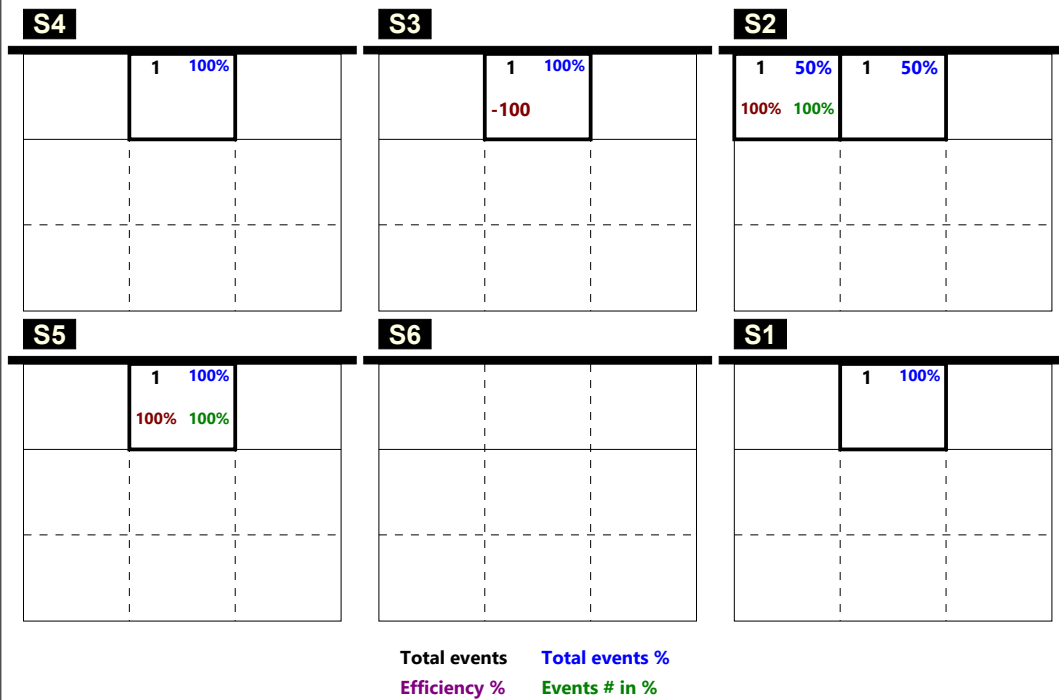 S4
1 100%
S3
1 100%
-100
S2
1 50% 1 50%
100% 100%
S5
1 100%
100% 100%
S6
S1
1 100%
Total events Total events %
Efficiency % Events # in %